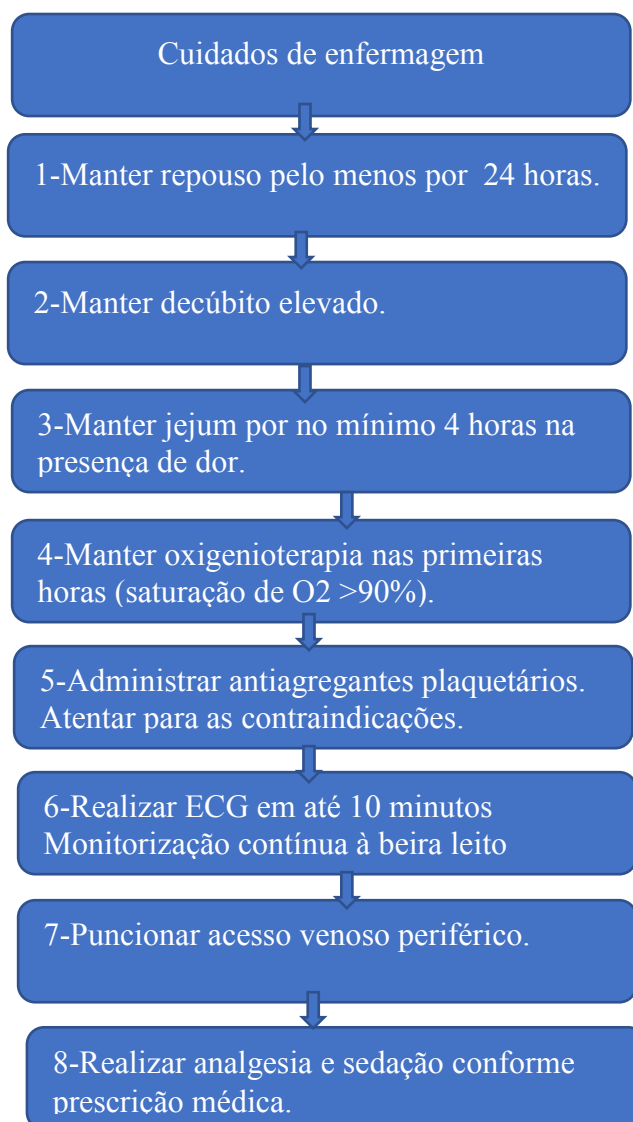 Cuidados de enfermagem
1-Manter repouso pelo menos por  24 horas.
2-Manter decúbito elevado.
3-Manter jejum por no mínimo 4 horas na
presença de dor.
4-Manter oxigenioterapia nas primeiras
horas (saturação de O2 >90%).
5-Administrar antiagregantes plaquetários.
Atentar para as contraindicações.
6-Realizar ECG em até 10 minutos
Monitorização contínua à beira leito
7-Puncionar acesso venoso periférico.
8-Realizar analgesia e sedação conforme
prescrição médica.